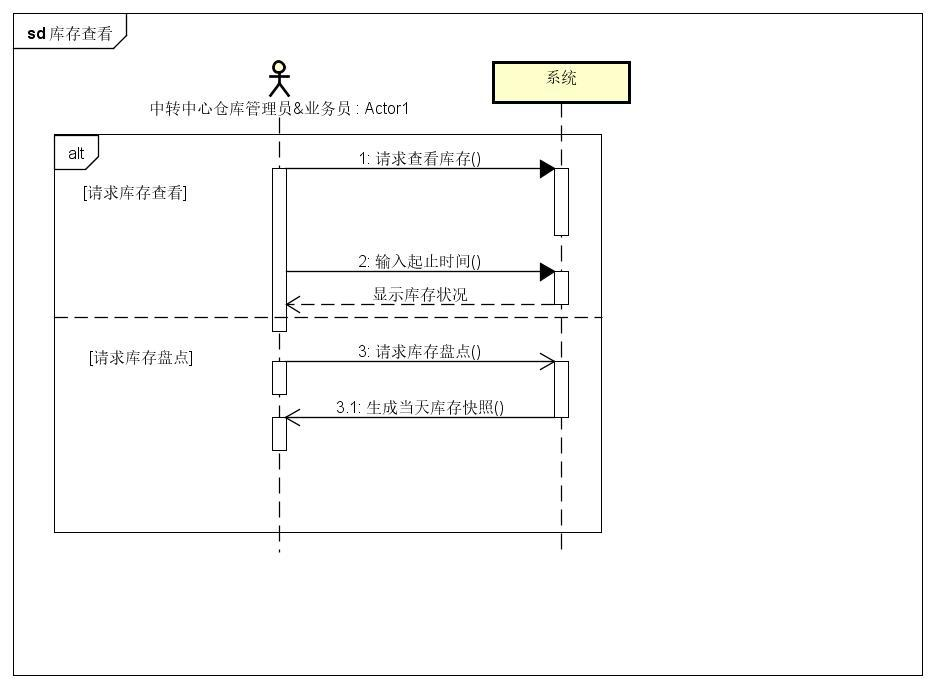 sd 库存查看
系统
中转中心仓库管理员&业务员 : Actor1
alt
1: 请求查看库存()
[请求库存查看]
2: 输入起止时间()
显示库存状况
3: 请求库存盘点()
[请求库存盘点]
3.1: 生成当天库存快照()